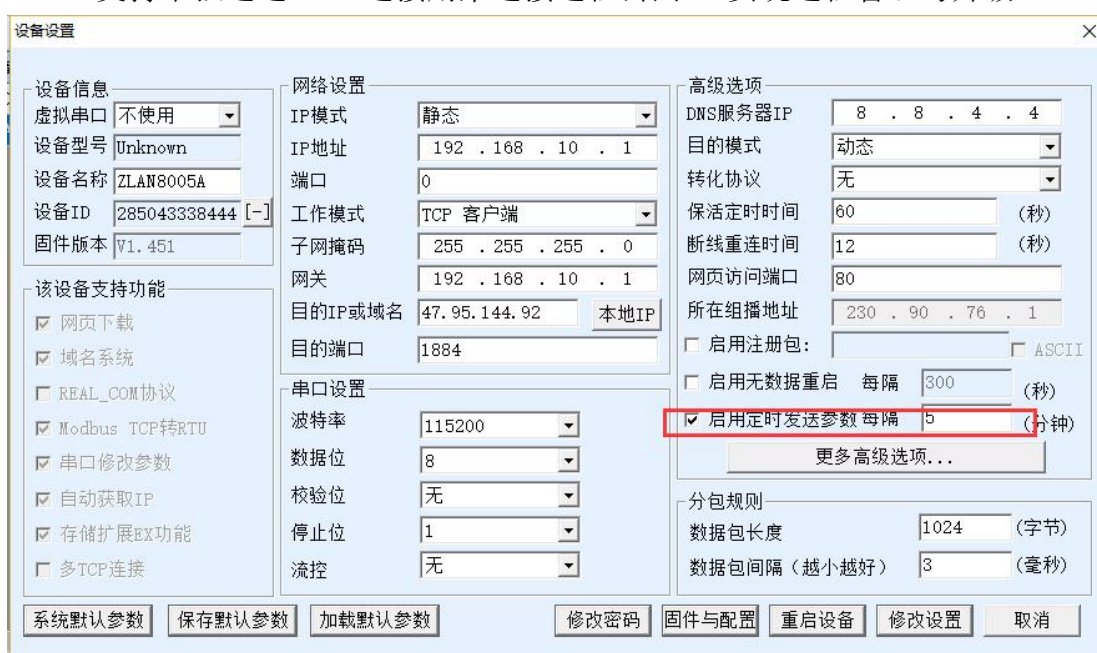 设备设置
设备信息
虚拟串口 不使用
设备型号 Unknown
设备名称 ZLAN8005A
设备ID 285043338444 [-]
固件版本 V1.451
该设备支持功能
网页下载
域名系统
REAL_COM协议
Modbus TCP转RTU
串口修改参数
自动获取IP
存储扩展EX功能
多TCP连接
网络设置
IP模式 静态
IP地址 192 . 168 . 10 . 1
端口 0
工作模式 TCP 客户端
子网掩码 255 . 255 . 255 . 0
网关 192 . 168 . 10 . 1
目的IP或域名 47.95.144.92 本地IP
目的端口 1884
串口设置
波特率 115200
数据位 8
校验位 无
停止位 1
流控 无
高级选项
DNS服务器IP 8 . 8 . 4 . 4
目的模式 动态
转化协议 无
保活定时时间 60 (秒)
断线重连时间 12 (秒)
网页访问端口 80
所在组播地址 230 . 90 . 76 . 1
启用注册包: ASCII
启用无数据重启 每隔 300 (秒)
启用定时发送参数 每隔 5 (分钟)
更多高级选项...
分包规则
数据包长度 1024 (字节)
数据包间隔（越小越好） 3 (毫秒)
系统默认参数 保存默认参数 加载默认参数 修改密码 固件与配置 重启设备 修改设置 取消